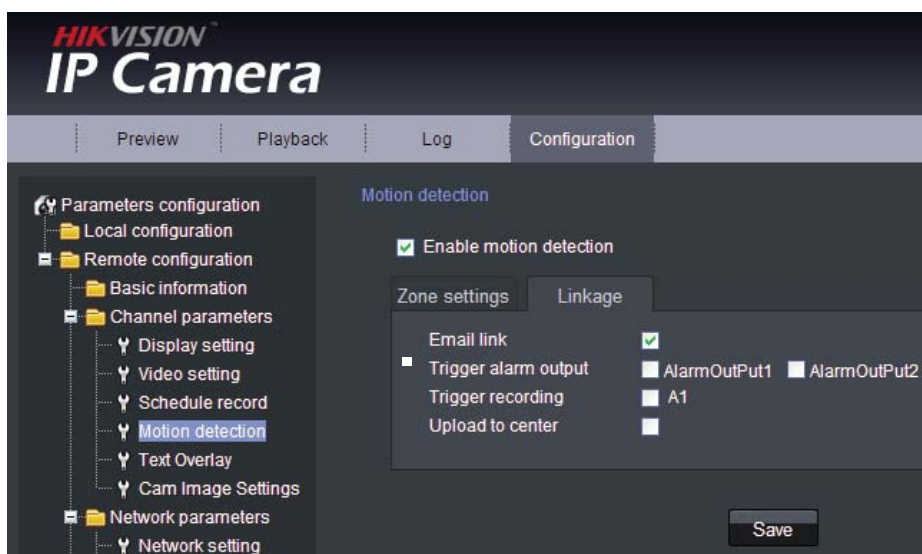 HIKVISION™
IP Camera
Preview Playback Log Configuration
Parameters configuration
Local configuration
Remote configuration
Basic information
Channel parameters
Display setting
Video setting
Schedule record
Motion detection
Text Overlay
Cam Image Settings
Network parameters
Network setting
Motion detection
Enable motion detection
Zone settings Linkage
Email link
Trigger alarm output AlarmOutPut1 AlarmOutPut2
Trigger recording A1
Upload to center
Save